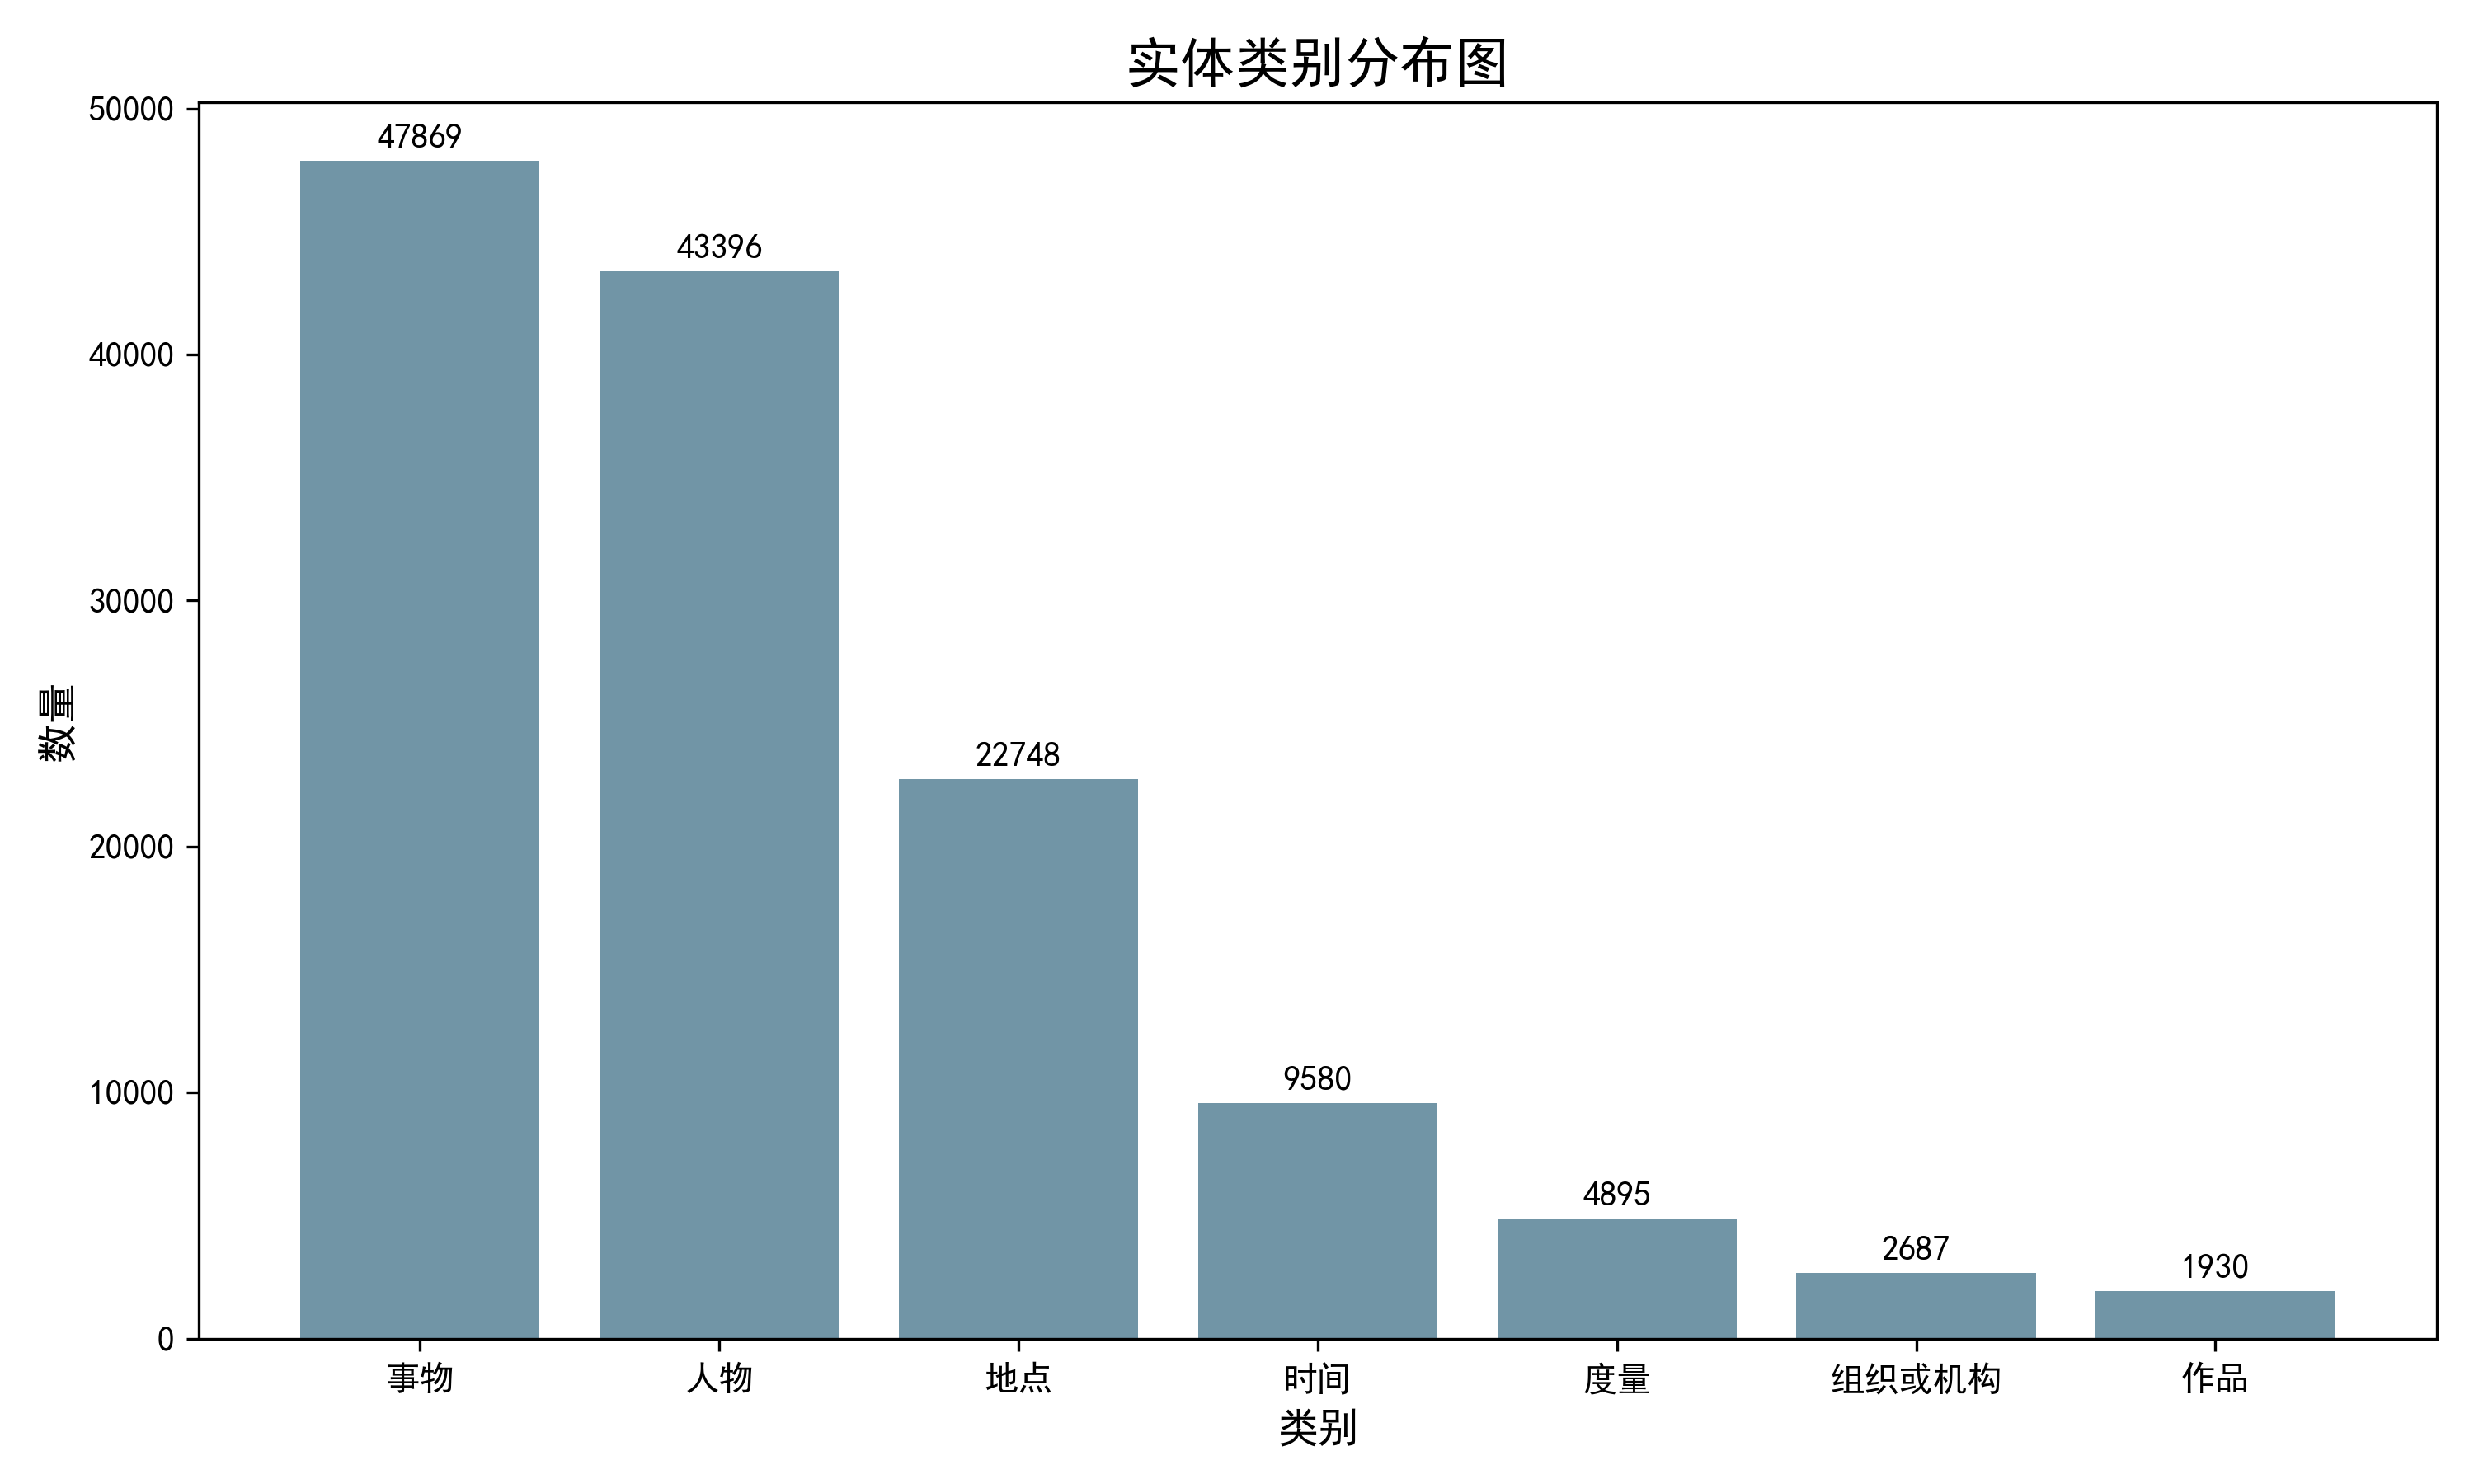 实体类别分布图
数量
50000
40000
30000
20000
10000
0
47869
43396
22748
9580
4895
2687
1930
事物
人物
地点
时间
度量
组织或机构
作品
类别